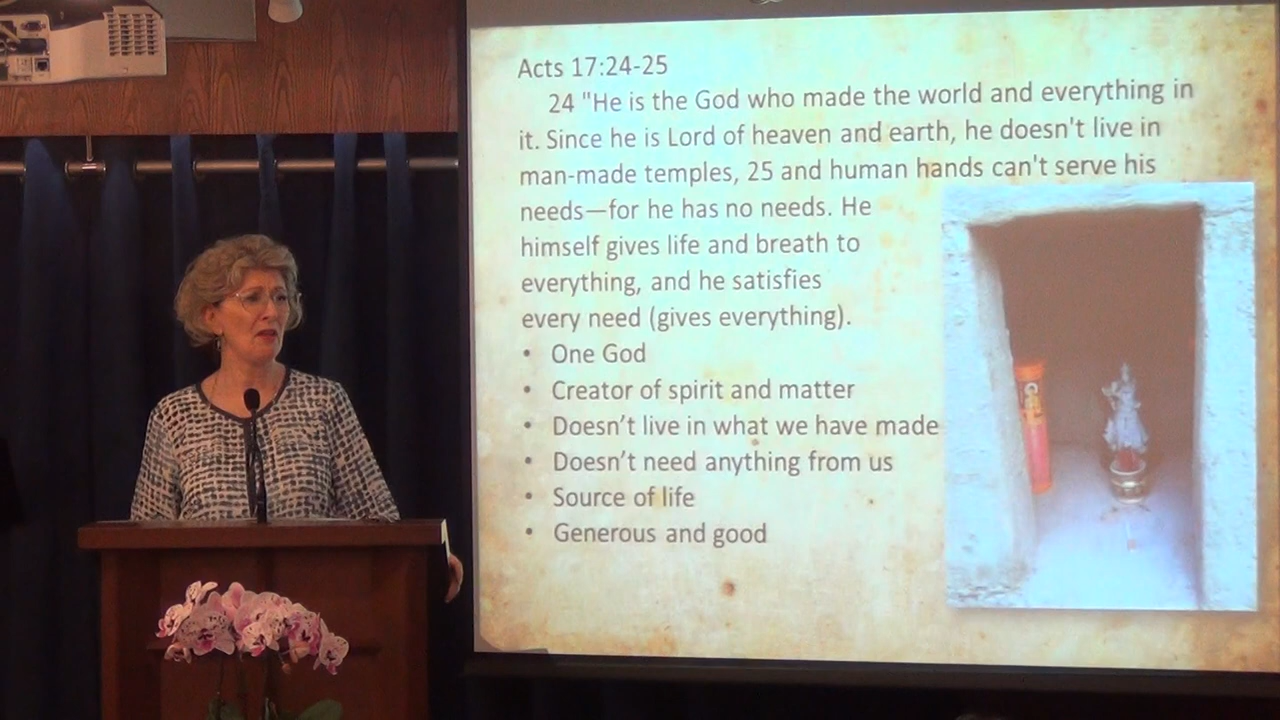 Acts 17:24-25
24 "He is the God who made the world and everything in
it. Since he is Lord of heaven and earth, he doesn't live in
man-made temples, 25 and human hands can't serve his
needs—for he has no needs. He
himself gives life and breath to
everything, and he satisfies
every need (gives everything).
• One God
• Creator of spirit and matter
• Doesn’t live in what we have made
• Doesn’t need anything from us
• Source of life
• Generous and good